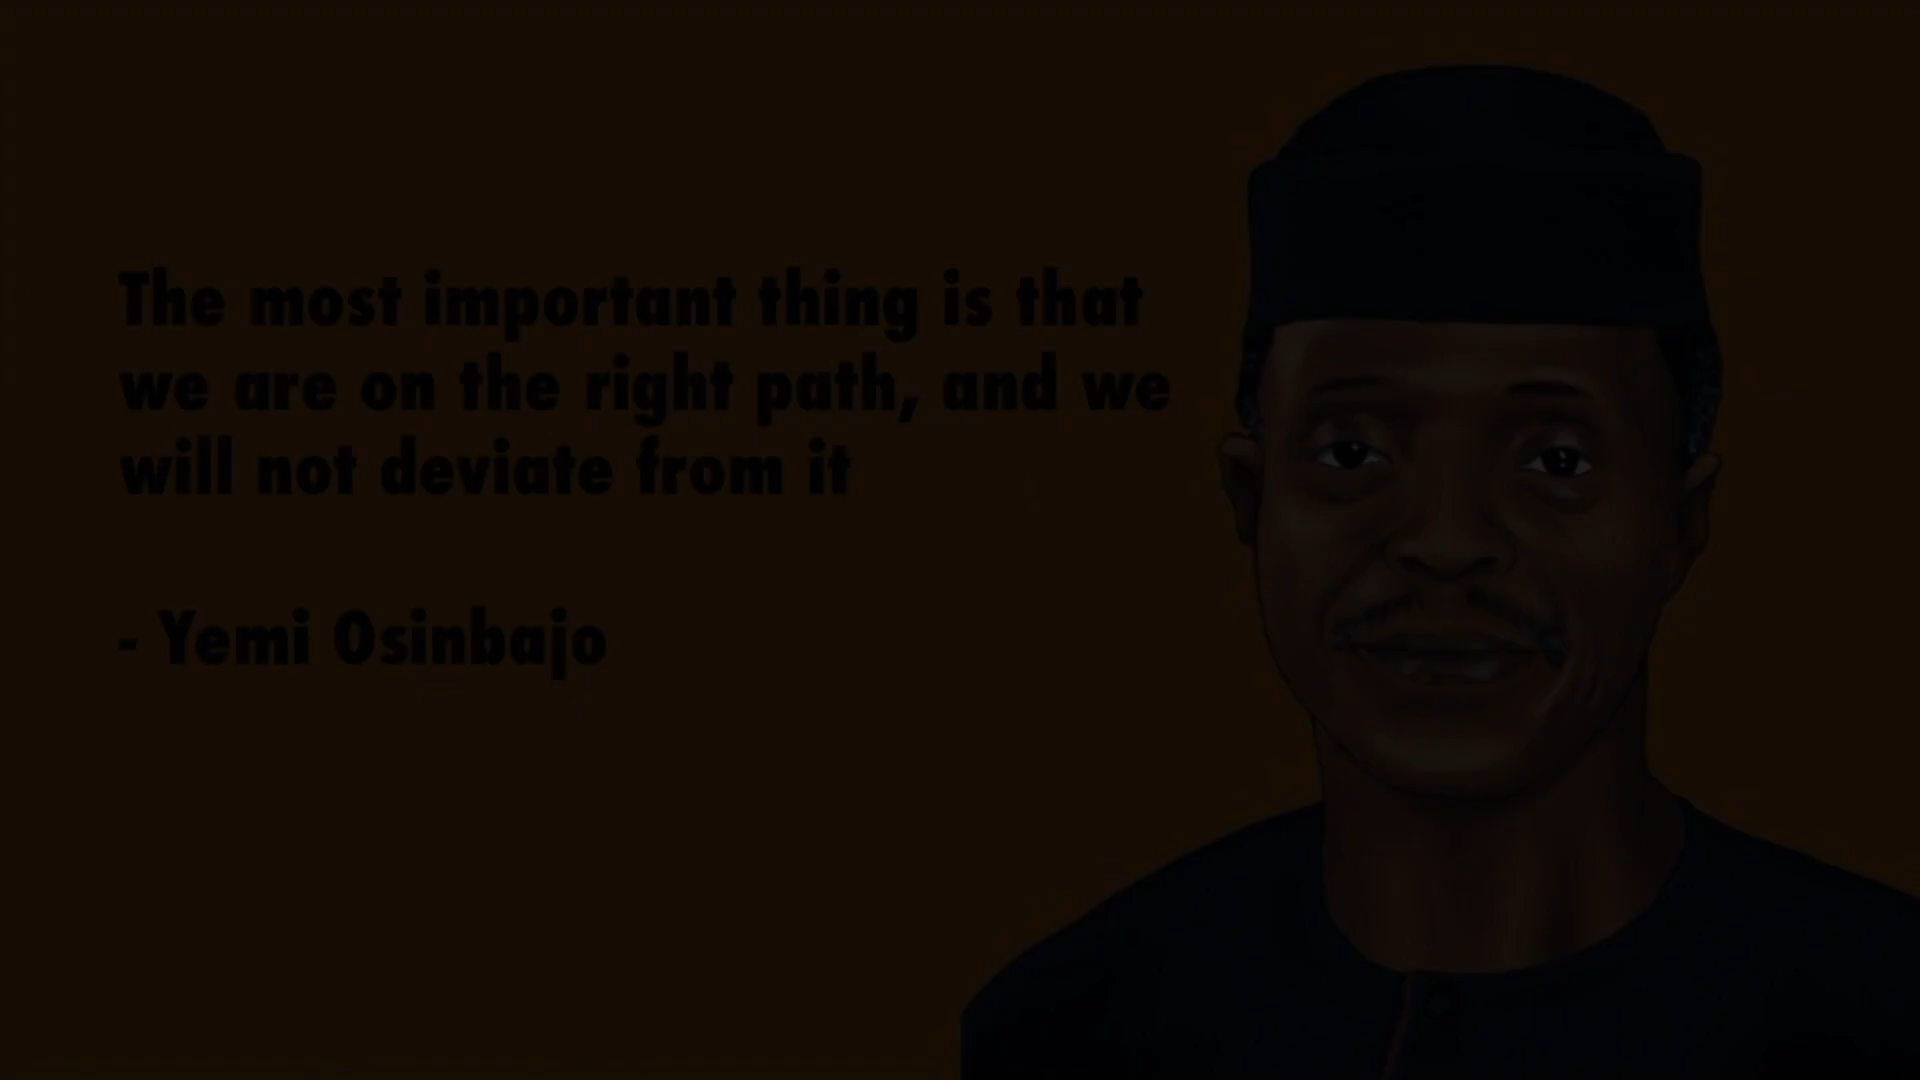 The most important thing is that
we are on the right path, and we
will not deviate from it
- Yemi Osinbajo